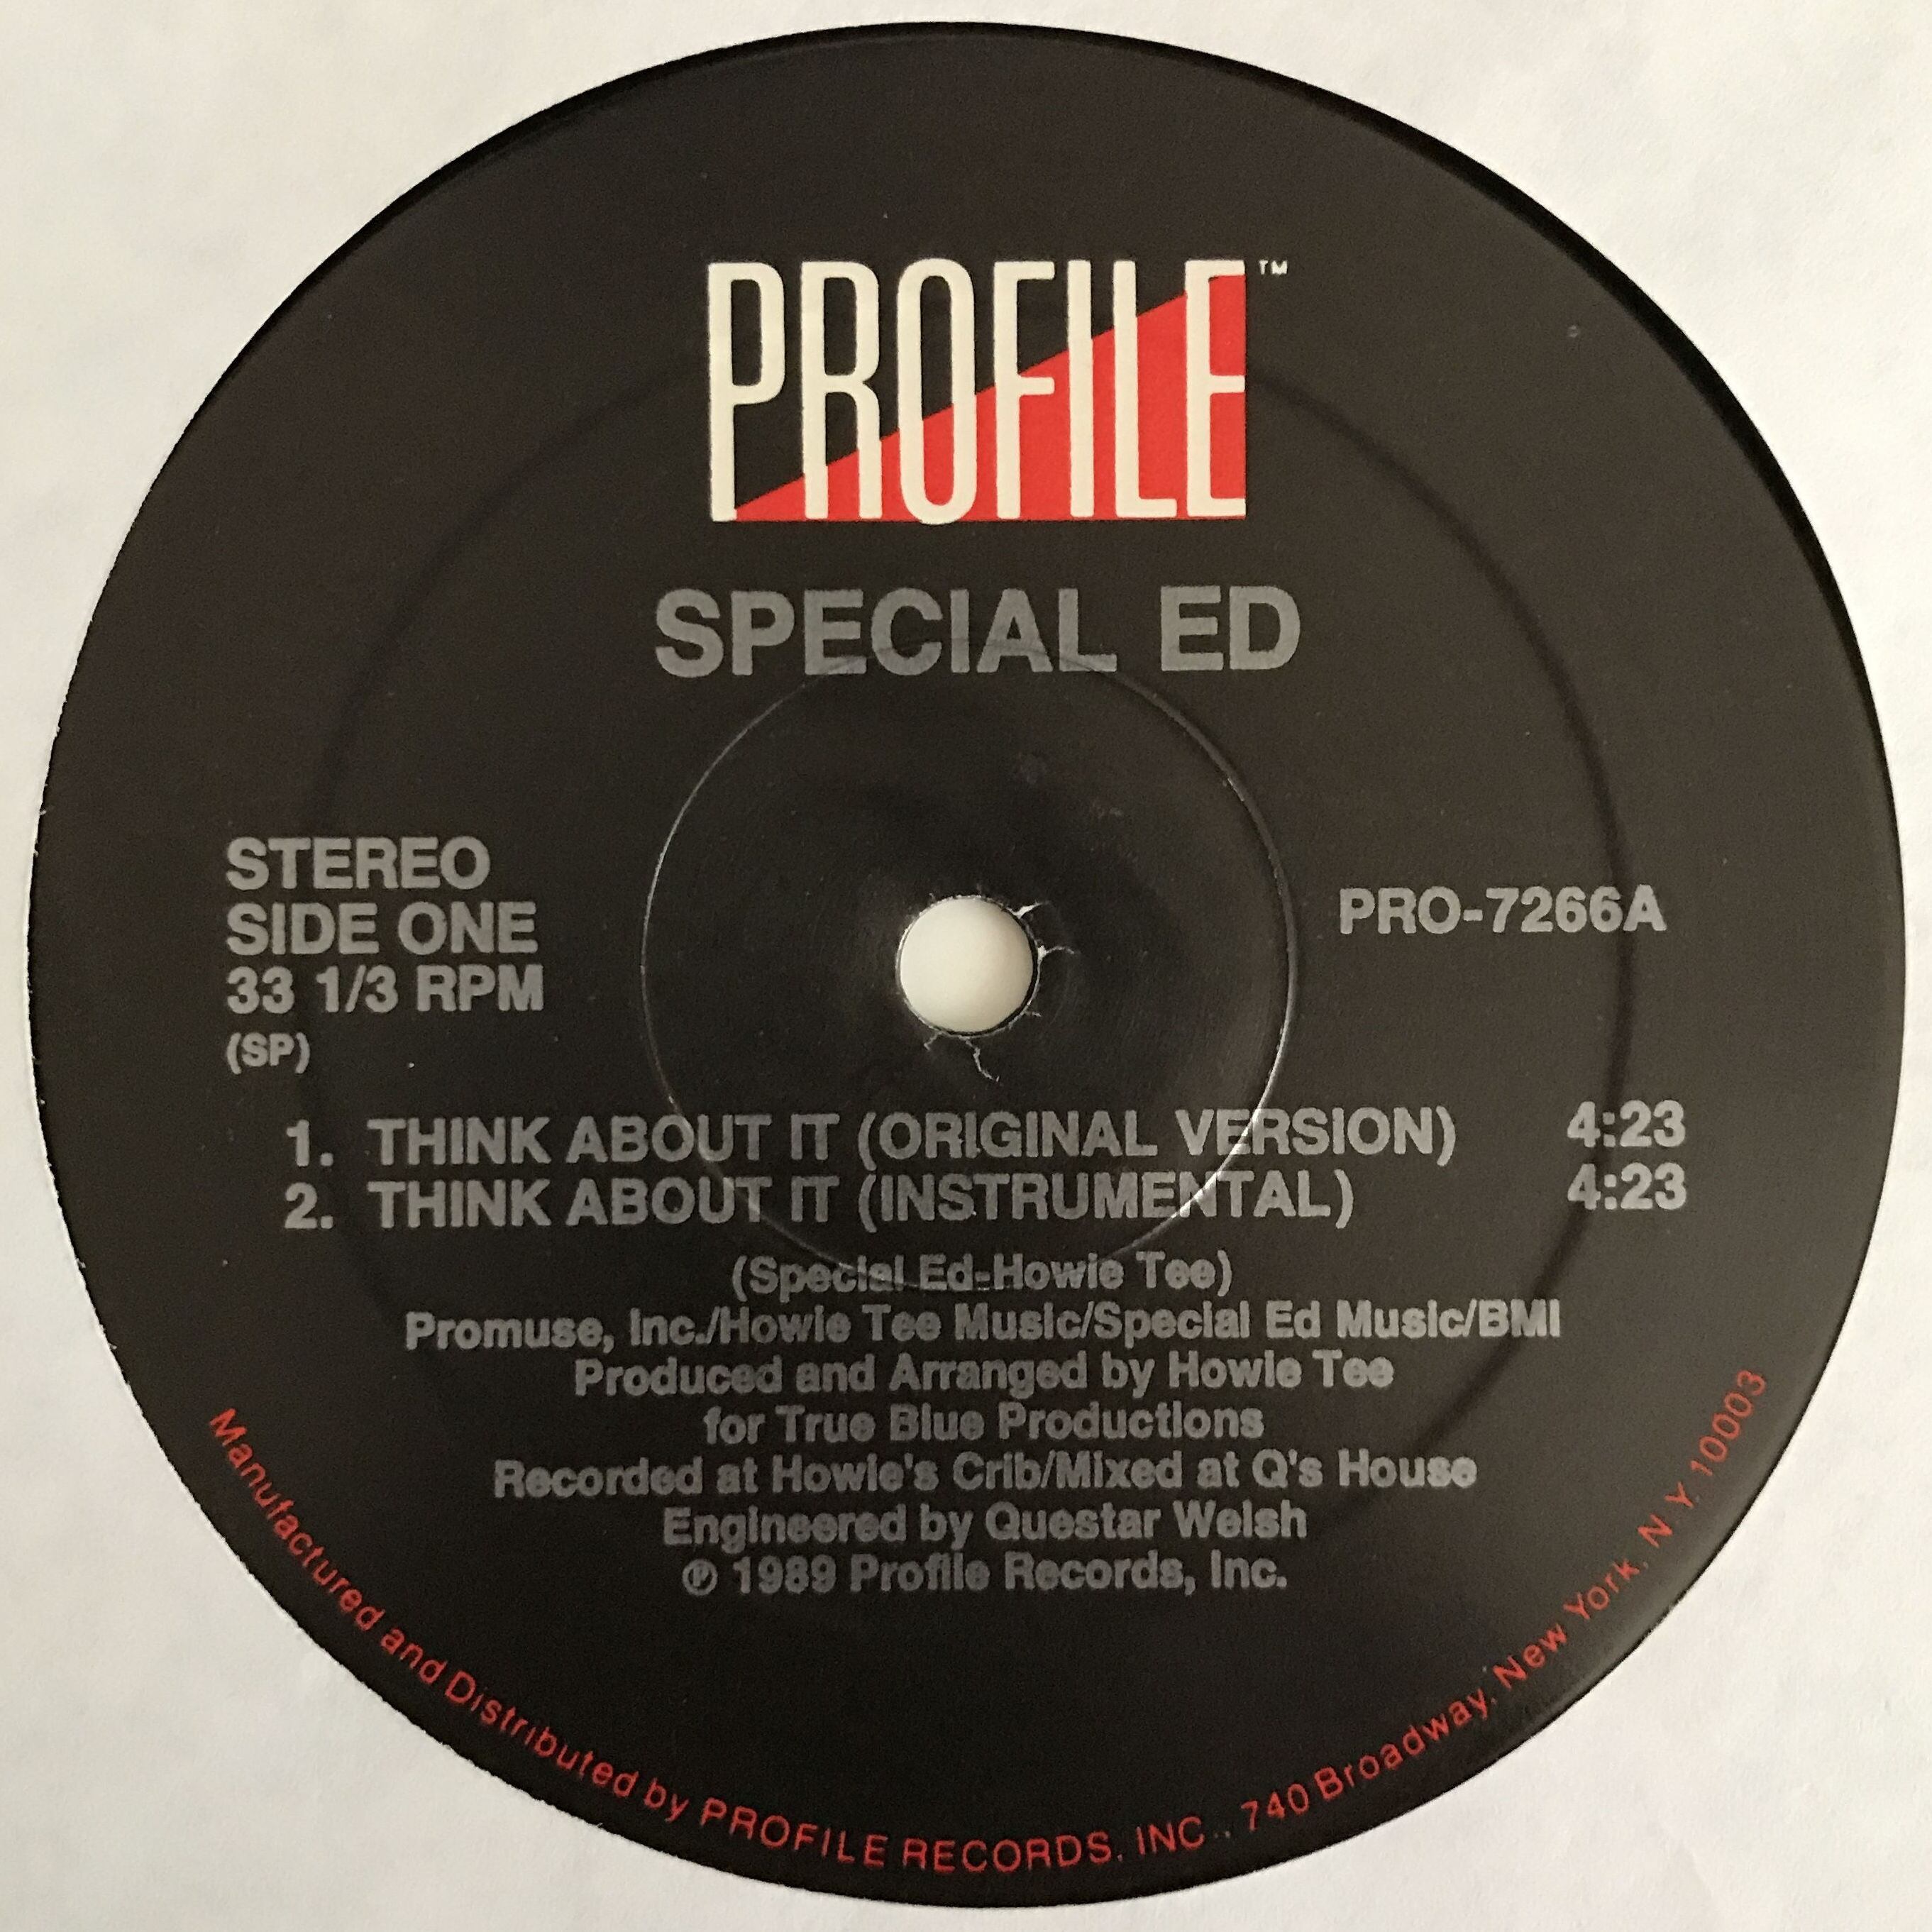 PROFILE™
SPECIAL ED
STEREO
SIDE ONE
33 1/3 RPM
(SP)
PRO-7266A
1. THINK ABOUT IT (ORIGINAL VERSION) 4:23
2. THINK ABOUT IT (INSTRUMENTAL) 4:23
(Special Ed-Howie Tee)
Promuse, Inc./Howie Tee Music/Special Ed Music/BMI
Produced and Arranged by Howie Tee
for True Blue Productions
Recorded at Howie's Crib/Mixed at Q's House
Engineered by Questar Welsh
℗ 1989 Profile Records, Inc.
Manufactured and Distributed by PROFILE RECORDS, INC., 740 Broadway, New York, N.Y. 10003